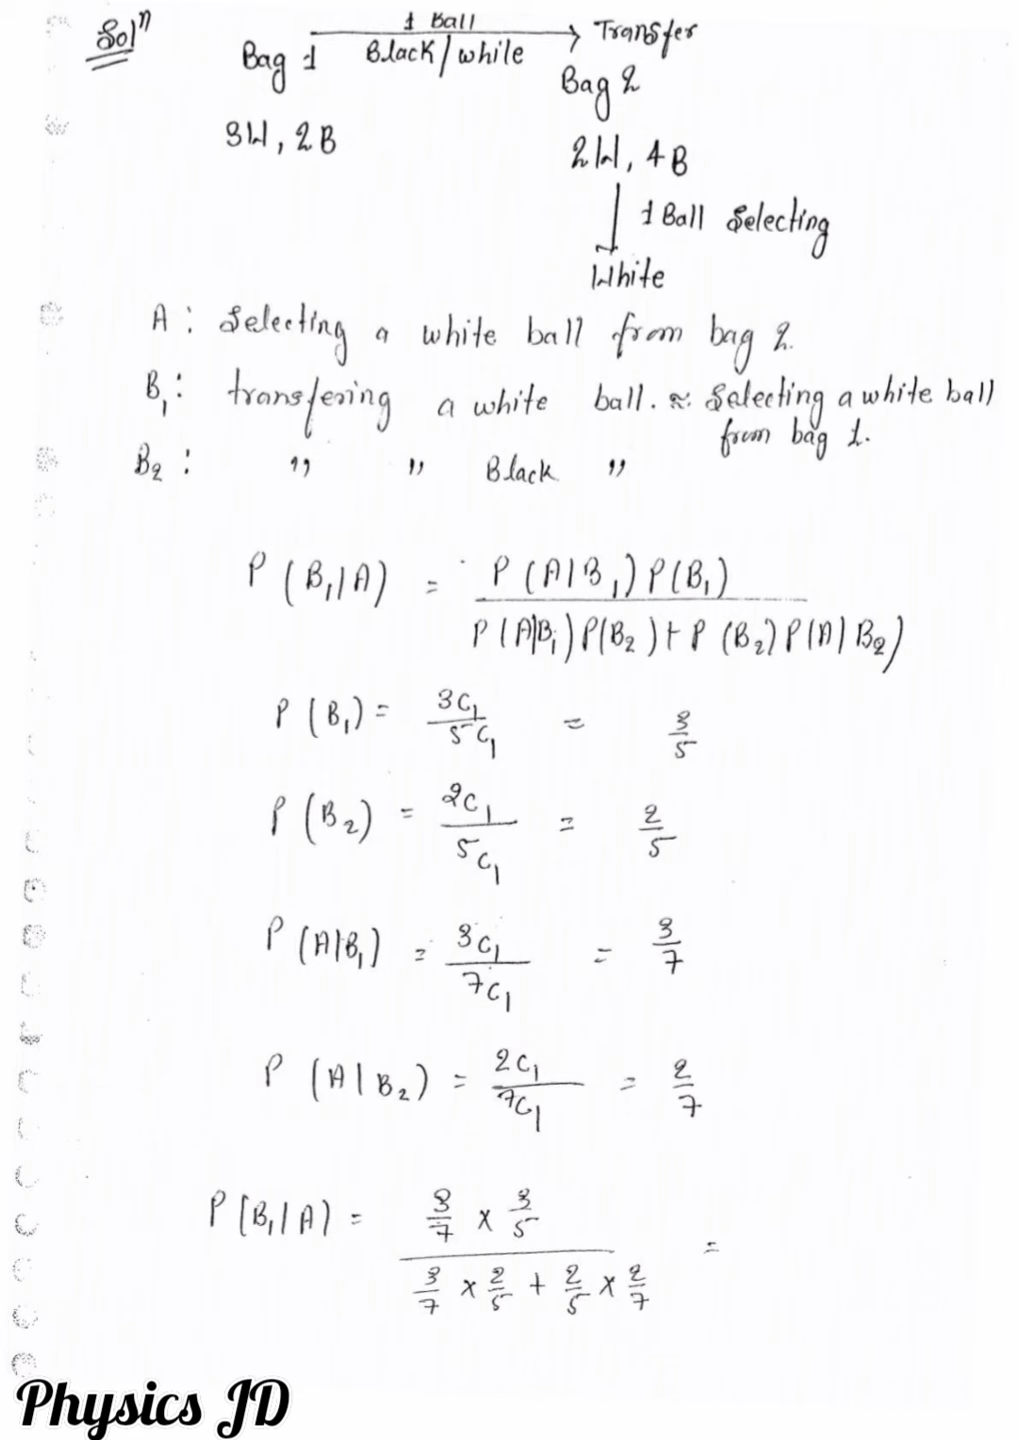 Solⁿ
Bag 1 1 Ball Black/white → Transfer Bag 2
3W, 2B
2W, 4B
1 Ball Selecting
White
A : Selecting a white ball from bag 2.
B₁ : transfering a white ball. ≈ Selecting a white ball from bag 1.
B₂ : ,, ,, Black ,,
P (B₁/A) = P (A/B₁) P(B₁) / P(A/B₁) P(B₂) + P (B₂) P(A/B₂)
P (B₁) = 3C₁/5C₁ = 3/5
P (B₂) = 2C₁/5C₁ = 2/5
P (A/B₁) = 3C₁/7C₁ = 3/7
P (A/B₂) = 2C₁/7C₁ = 2/7
P (B₁/A) = 3/7 × 3/5 / 3/7 × 2/5 + 2/5 × 2/7 =
Physics JD